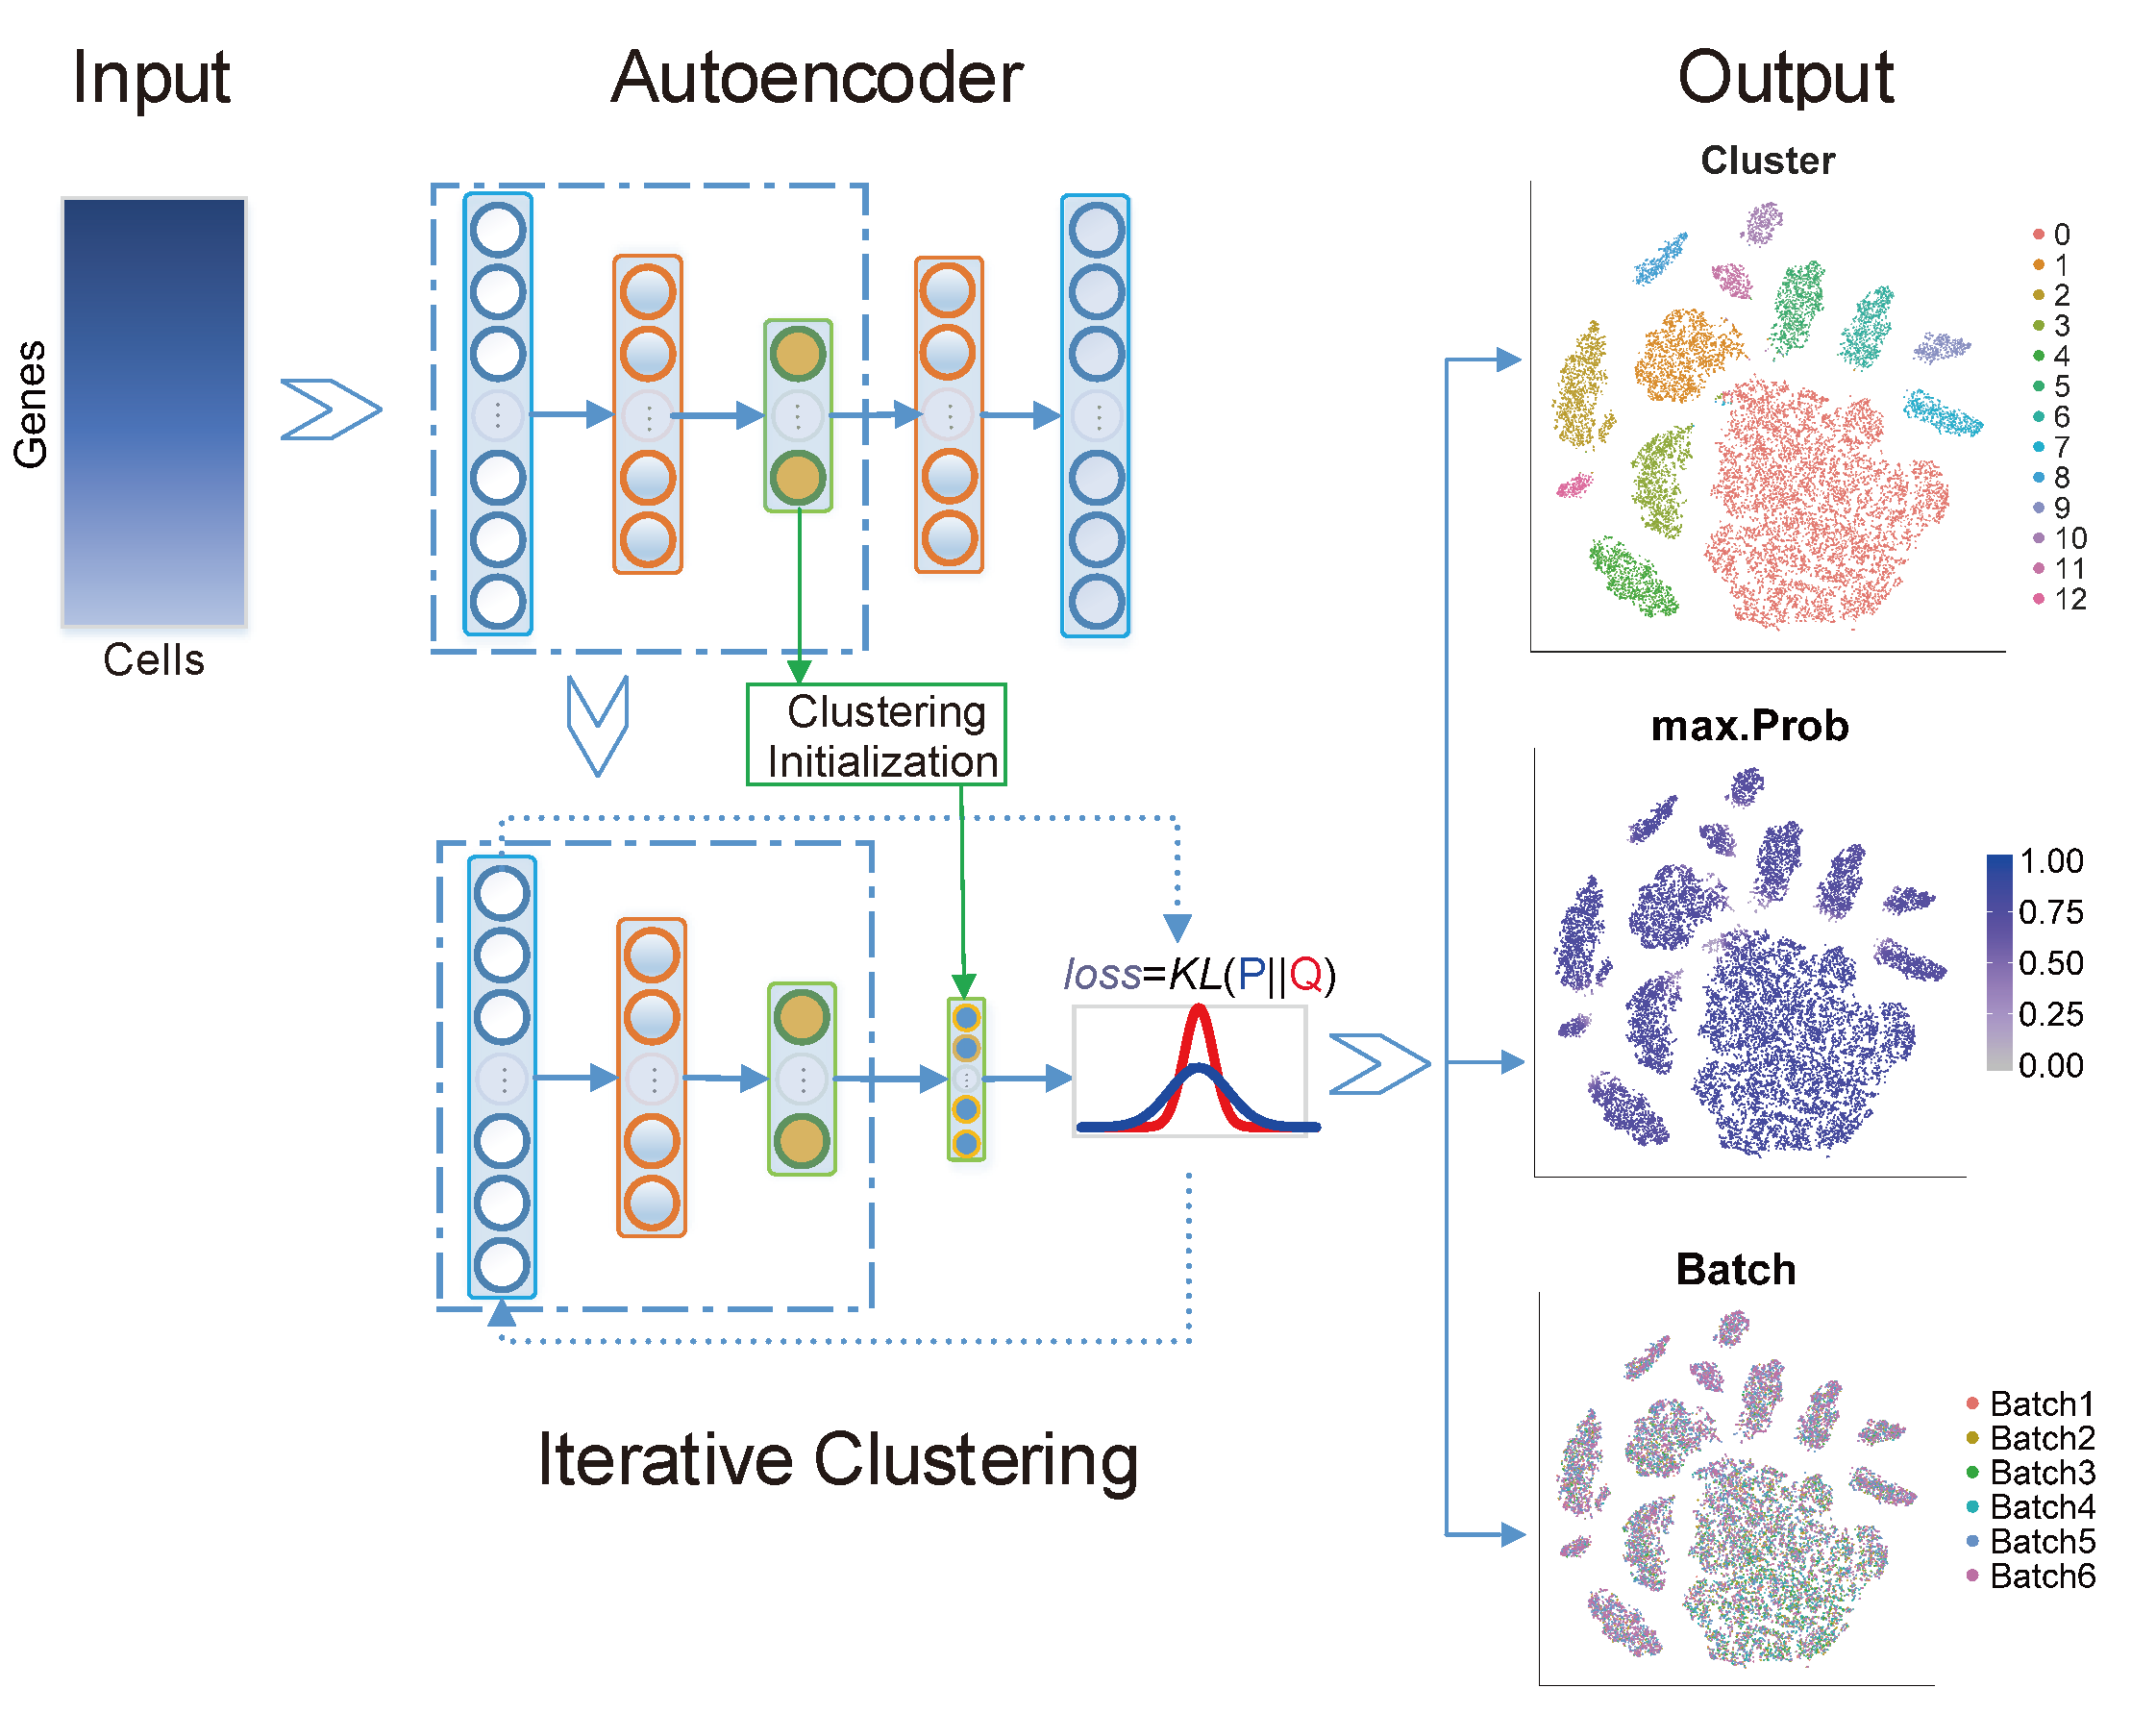 Input
Autoencoder
Output
Genes
Cells
Clustering
Initialization
loss=KL(P||Q)
Iterative Clustering
Cluster
0
1
2
3
4
5
6
7
8
9
10
11
12
max.Prob
1.00
0.75
0.50
0.25
0.00
Batch
Batch1
Batch2
Batch3
Batch4
Batch5
Batch6